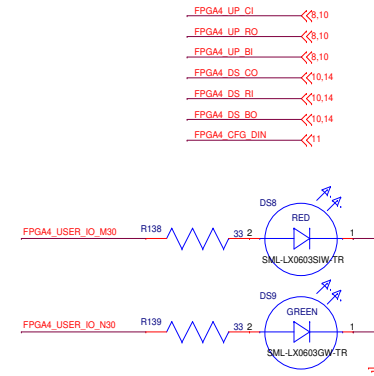 FPGA4_UP_CI 8,10
FPGA4_UP_RO 8,10
FPGA4_UP_BI 8,10
FPGA4_DS_CO 10,14
FPGA4_DS_RI 10,14
FPGA4_DS_BO 10,14
FPGA4_CFG_DIN 11
DS8
RED
FPGA4_USER_IO_M30 R138 33 2 1
SML-LX0603SIW-TR
DS9
GREEN
FPGA4_USER_IO_N30 R139 33 2 1
SML-LX0603GW-TR